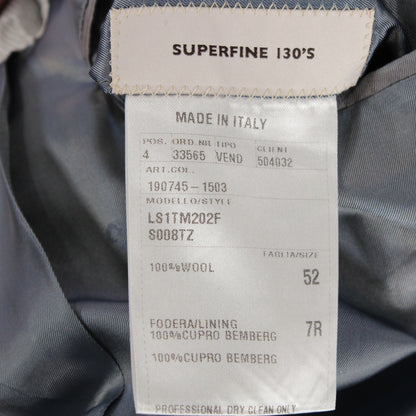 SUPERFINE 130'S
MADE IN ITALY
POS. ORD.NR TIPO CLIENT
4 33565 VEND 504032
ART.COL.
190745-1503
MODELLO/STYLE
LS1TM202F
S008TZ
TAGLIA/SIZE
100% WOOL 52
FODERA/LINING 7R
100% CUPRO BEMBERG
100% CUPRO BEMBERG
PROFESSIONAL DRY CLEAN ONLY